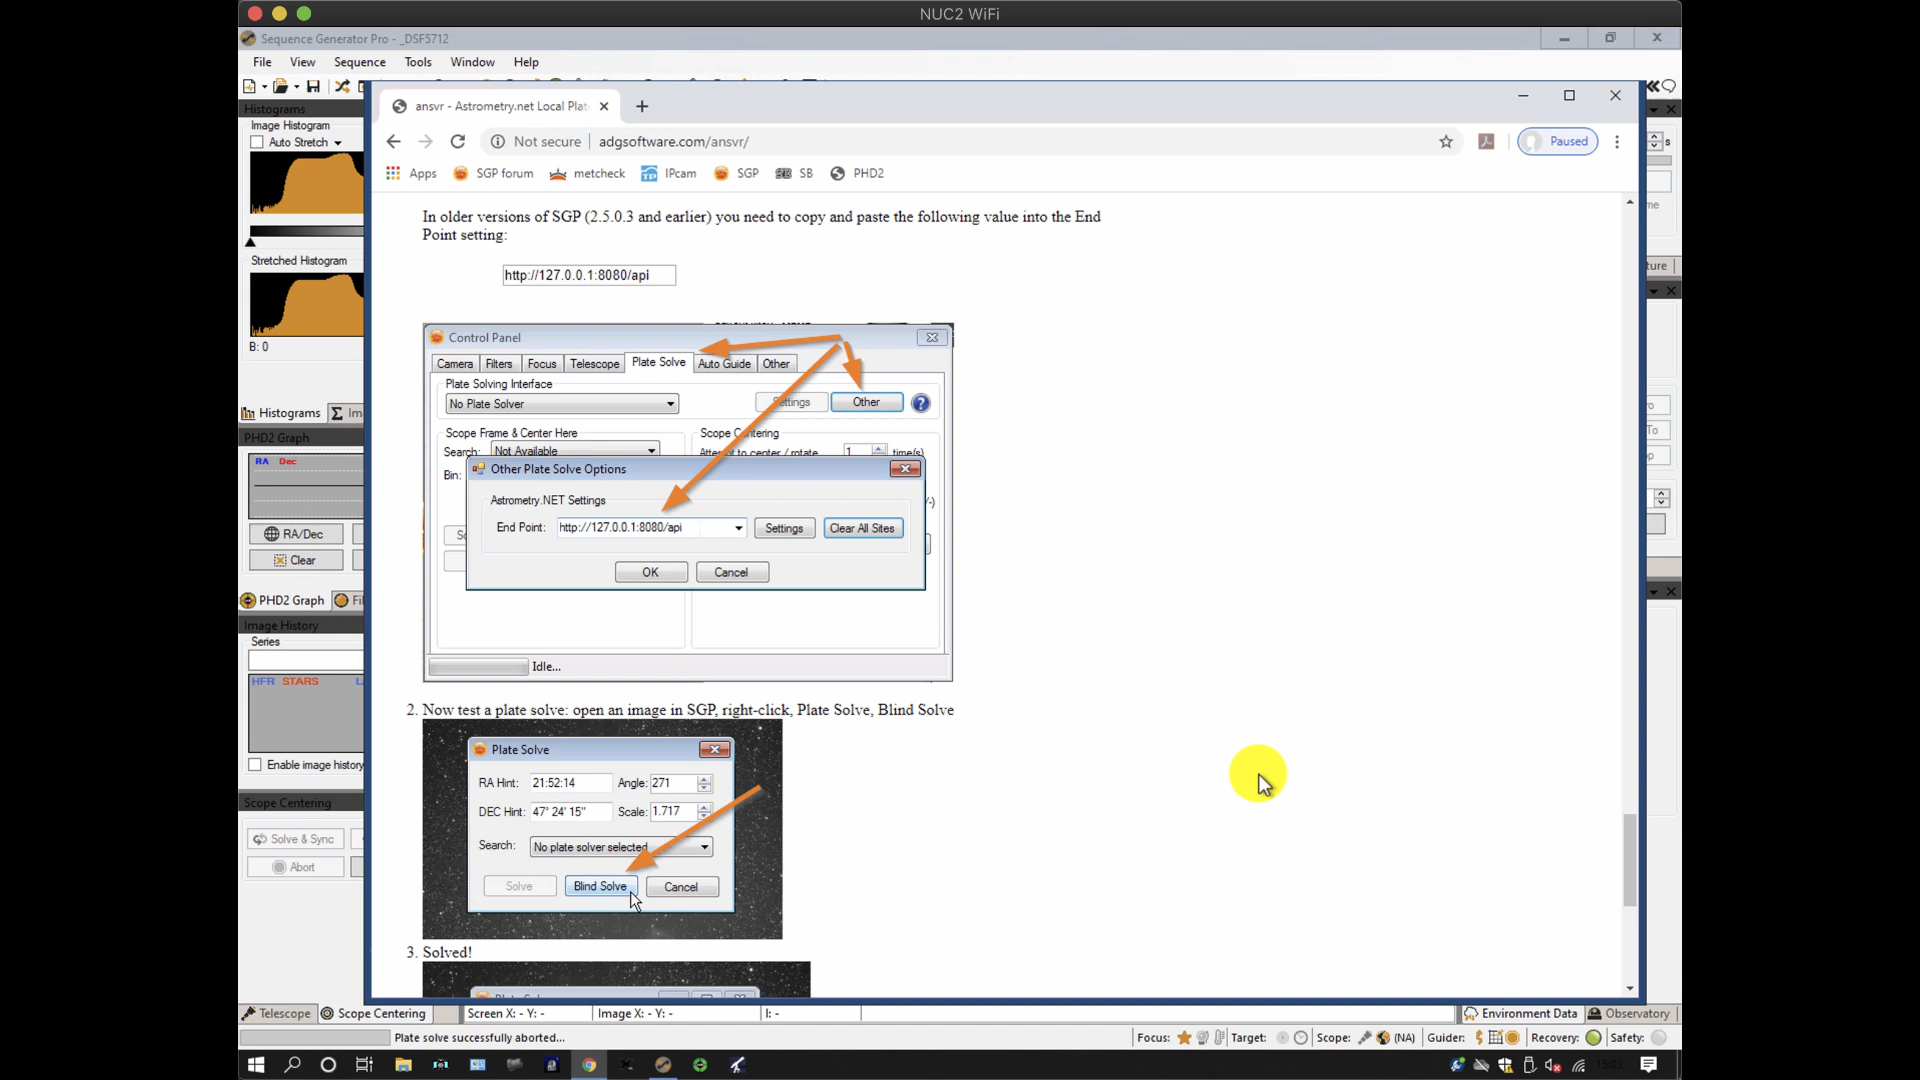 NUC2 WiFi
Sequence Generator Pro - _DSF5712
File View Sequence Tools Window Help
ansvr - Astrometry.net Local Plat
Not secure adgsoftware.com/ansvr/
Paused
Apps SGP forum metcheck IPcam SGP SB PHD2
Histograms
Image Histogram
Auto Stretch
Stretched Histogram
B: 0
Histograms
PHD2 Graph
RA Dec
RA/Dec
Clear
PHD2 Graph
Image History
Series
HFR STARS
Enable image history
Scope Centering
Solve & Sync
Abort
In older versions of SGP (2.5.0.3 and earlier) you need to copy and paste the following value into the End
Point setting:
http://127.0.0.1:8080/api
Control Panel
Camera Filters Focus Telescope Plate Solve Auto Guide Other
Plate Solving Interface
No Plate Solver Settings Other
Scope Frame & Center Here Scope Centering
Search: Not Available Attempt to center / rotate 1 time(s)
Bin:
Other Plate Solve Options
Astrometry.NET Settings
End Point: http://127.0.0.1:8080/api Settings Clear All Sites
OK Cancel
Idle...
2. Now test a plate solve: open an image in SGP, right-click, Plate Solve, Blind Solve
Plate Solve
RA Hint: 21:52:14 Angle: 271
DEC Hint: 47° 24' 15" Scale: 1.717
Search: No plate solver selected
Solve Blind Solve Cancel
3. Solved!
Telescope Scope Centering Screen X: - Y: - Image X: - Y: - I: - Environment Data Observatory
Plate solve successfully aborted... Focus: Target: Scope: (NA) Guider: Recovery: Safety: